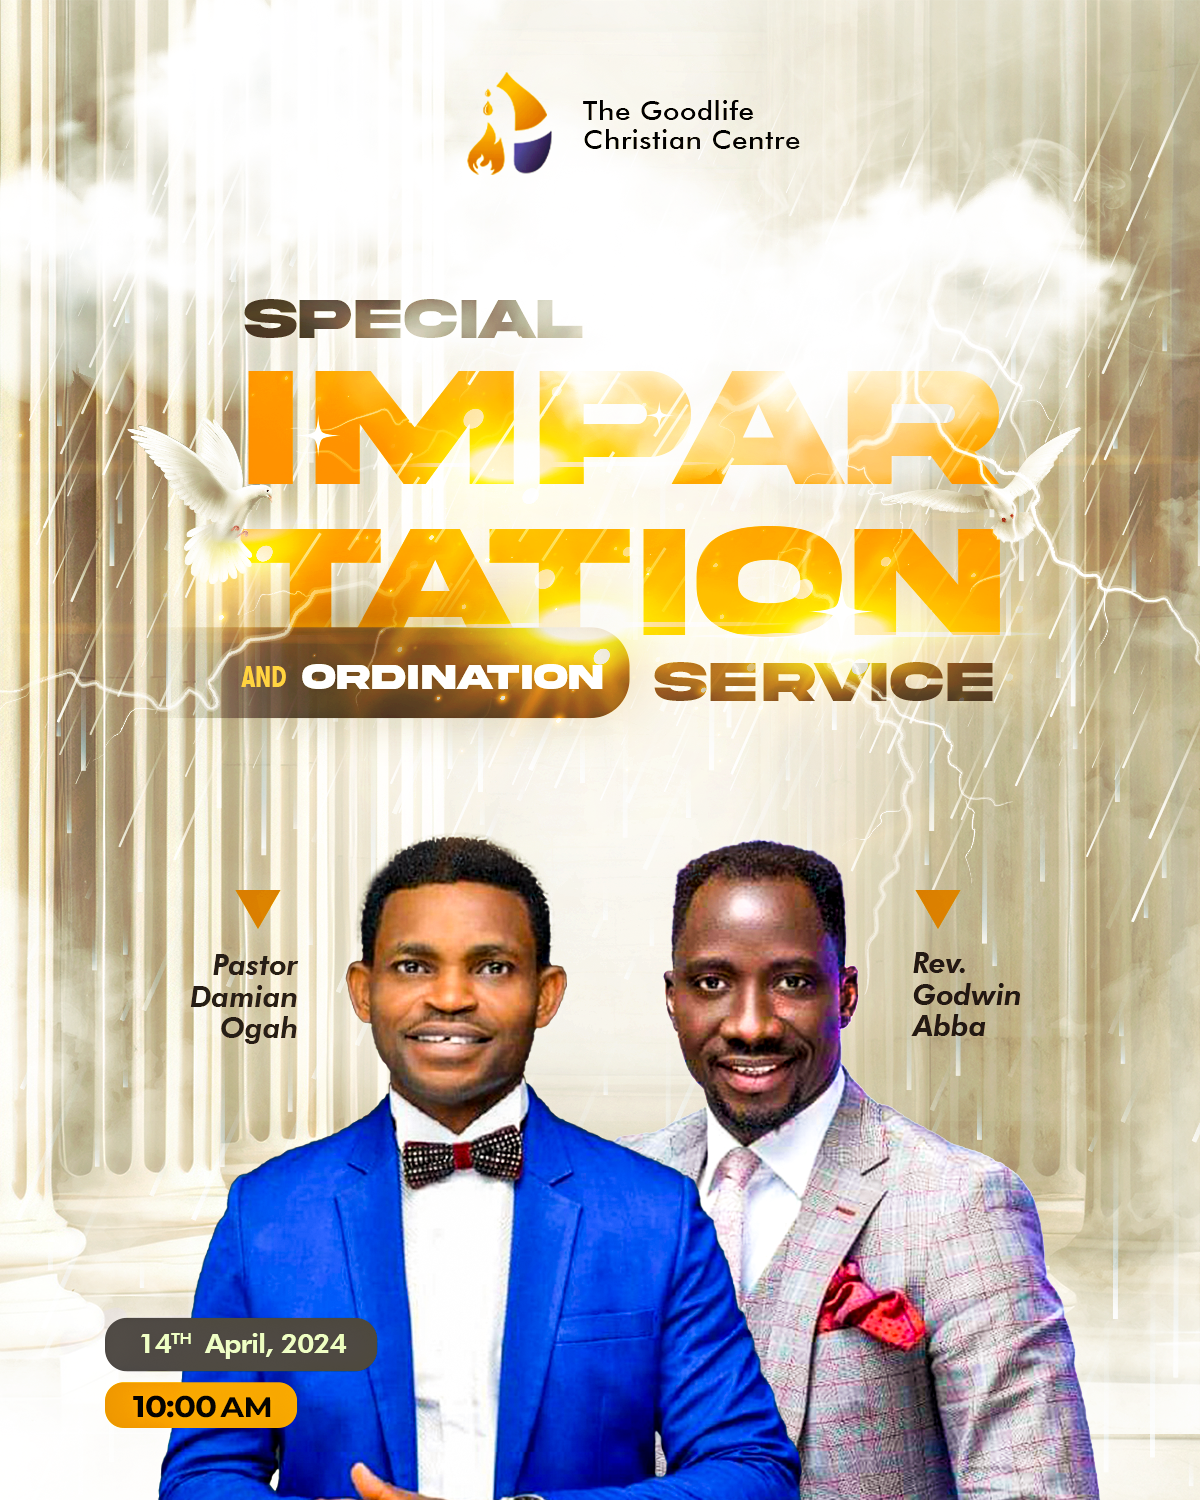 The Goodlife
Christian Centre
SPECIAL
IMPAR
TATION
AND ORDINATION SERVICE
Pastor
Damian
Ogah
Rev.
Godwin
Abba
14TH April, 2024
10:00 AM